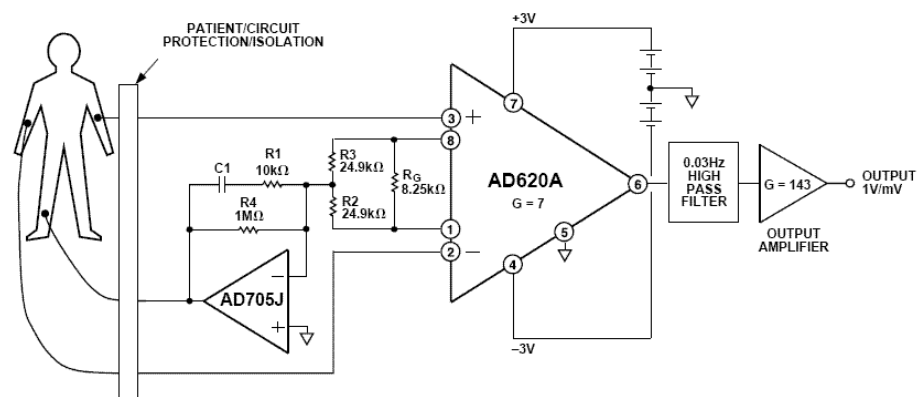 PATIENT/CIRCUIT
PROTECTION/ISOLATION
+3V
3
+
8
7
R1
10kΩ
C1
R3
24.9kΩ
RG
8.25kΩ
R4
1MΩ
R2
24.9kΩ
AD620A
G = 7
6
0.03Hz
HIGH
PASS
FILTER
G = 143
OUTPUT
1V/mV
OUTPUT
AMPLIFIER
1
2
–
5
4
–
AD705J
+
–3V